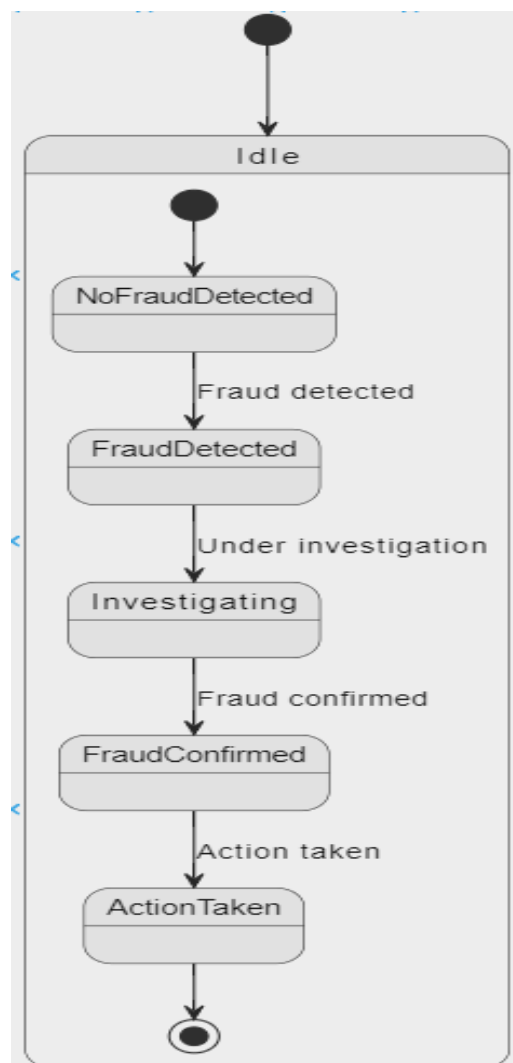 Idle
NoFraudDetected
Fraud detected
FraudDetected
Under investigation
Investigating
Fraud confirmed
FraudConfirmed
Action taken
ActionTaken